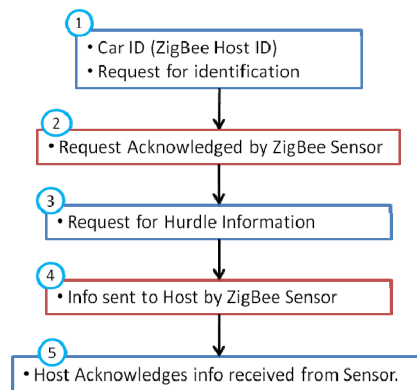 1
• Car ID (ZigBee Host ID)
• Request for identification
2
• Request Acknowledged by ZigBee Sensor
3
• Request for Hurdle Information
4
• Info sent to Host by ZigBee Sensor
5
• Host Acknowledges info received from Sensor.